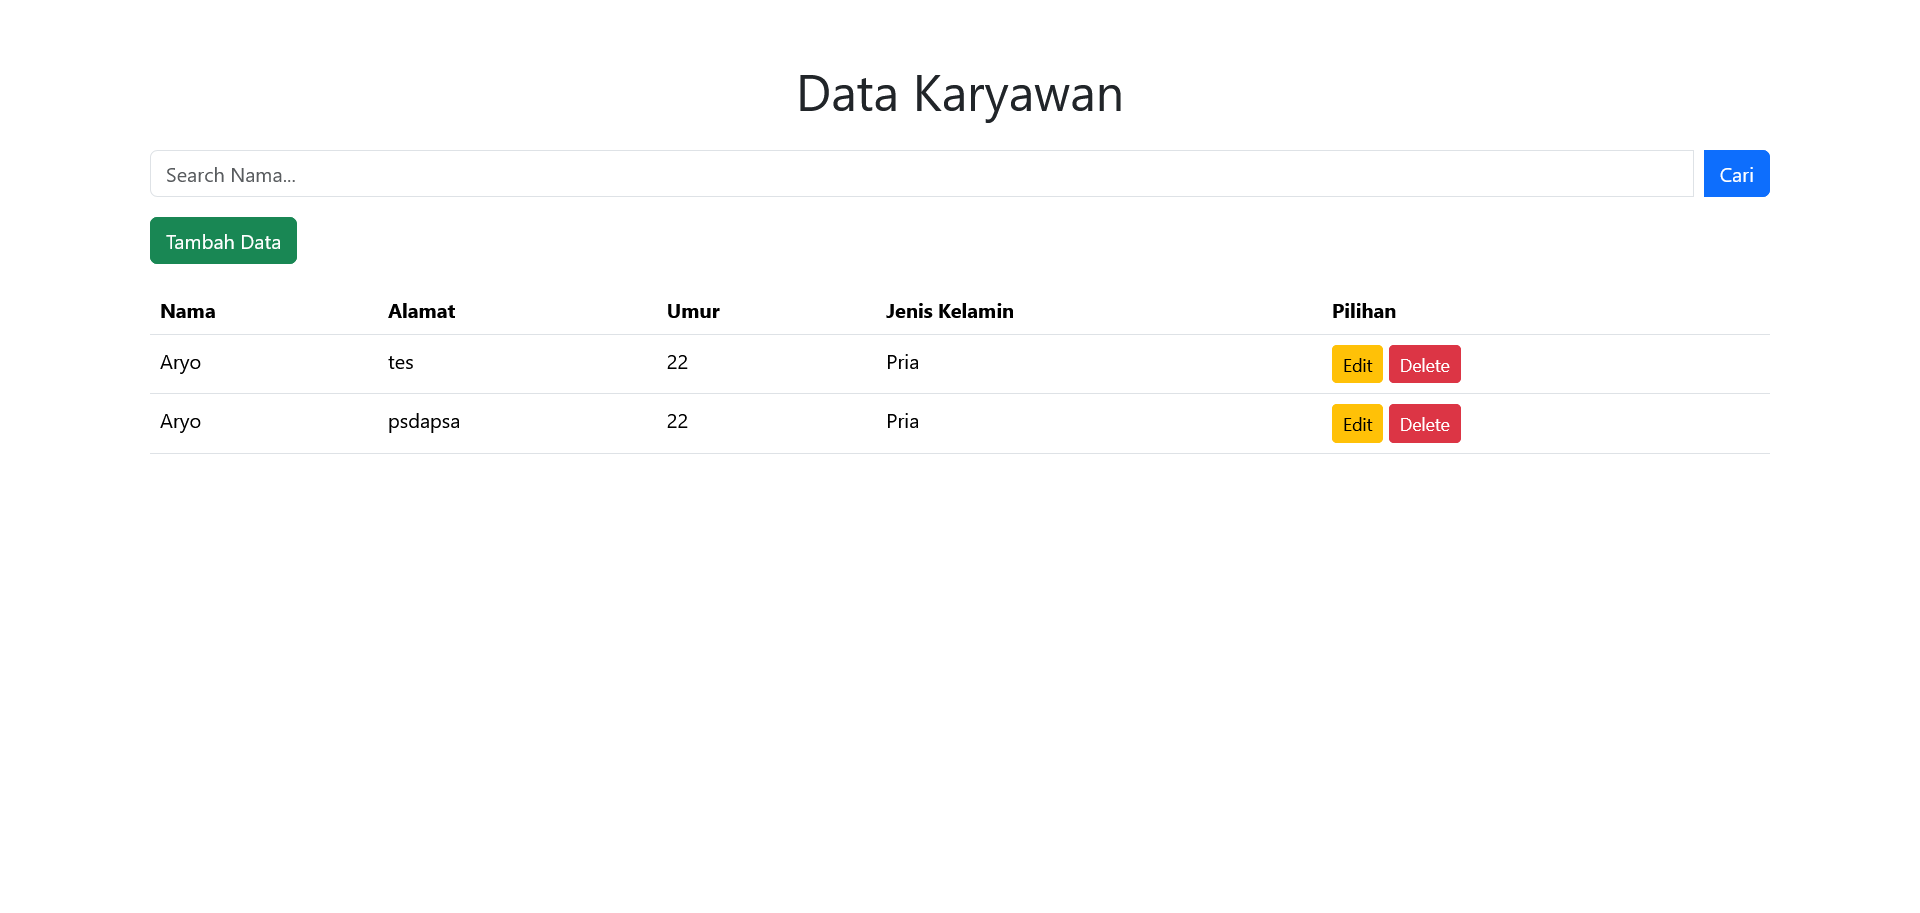 Data Karyawan
Search Nama...
Cari
Tambah Data
Nama Alamat Umur Jenis Kelamin Pilihan
Aryo tes 22 Pria Edit Delete
Aryo psdapsa 22 Pria Edit Delete